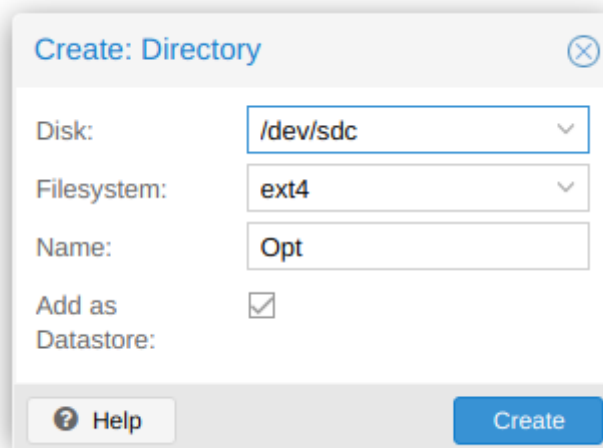 Create: Directory
Disk: /dev/sdc
Filesystem: ext4
Name: Opt
Add as
Datastore:
Help Create